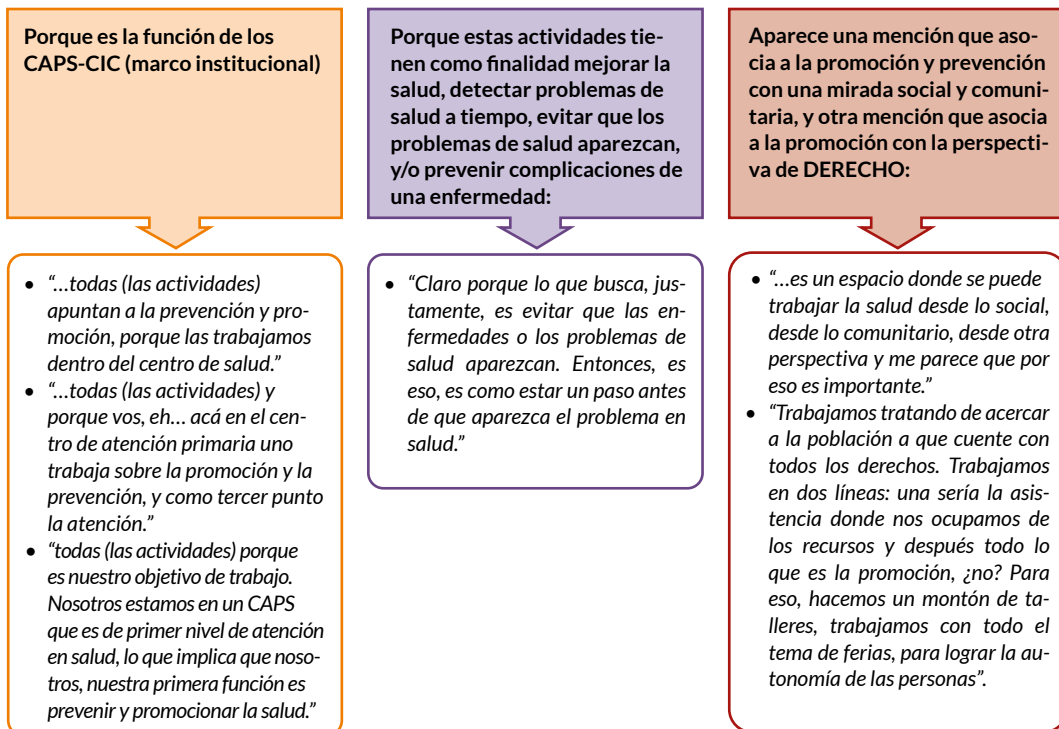 Porque es la función de los
CAPS-CIC (marco institucional)
• “...todas (las actividades)
apuntan a la prevención y pro-
moción, porque las trabajamos
dentro del centro de salud.”
• “...todas (las actividades) y
porque vos, eh... acá en el cen-
tro de atención primaria uno
trabaja sobre la promoción y la
prevención, y como tercer punto
la atención.”
• “todas (las actividades) porque
es nuestro objetivo de trabajo.
Nosotros estamos en un CAPS
que es de primer nivel de atención
en salud, lo que implica que noso-
tros, nuestra primera función es
prevenir y promocionar la salud.”
Porque estas actividades tie-
nen como finalidad mejorar la
salud, detectar problemas de
salud a tiempo, evitar que los
problemas de salud aparezcan,
y/o prevenir complicaciones de
una enfermedad:
• “Claro porque lo que busca, jus-
tamente, es evitar que las en-
fermedades o los problemas de
salud aparezcan. Entonces, es
eso, es como estar un paso antes
de que aparezca el problema en
salud.”
Aparece una mención que aso-
cia a la promoción y prevención
con una mirada social y comuni-
taria, y otra mención que asocia
a la promoción con la perspecti-
va de DERECHO:
• “...es un espacio donde se puede
trabajar la salud desde lo social,
desde lo comunitario, desde otra
perspectiva y me parece que por
eso es importante.”
• “Trabajamos tratando de acercar
a la población a que cuente con
todos los derechos. Trabajamos
en dos líneas: una sería la asis-
tencia donde nos ocupamos de
los recursos y después todo lo
que es la promoción, ¿no? Para
eso, hacemos un montón de ta-
lleres, trabajamos con todo el
tema de ferias, para lograr la au-
tonomía de las personas”.